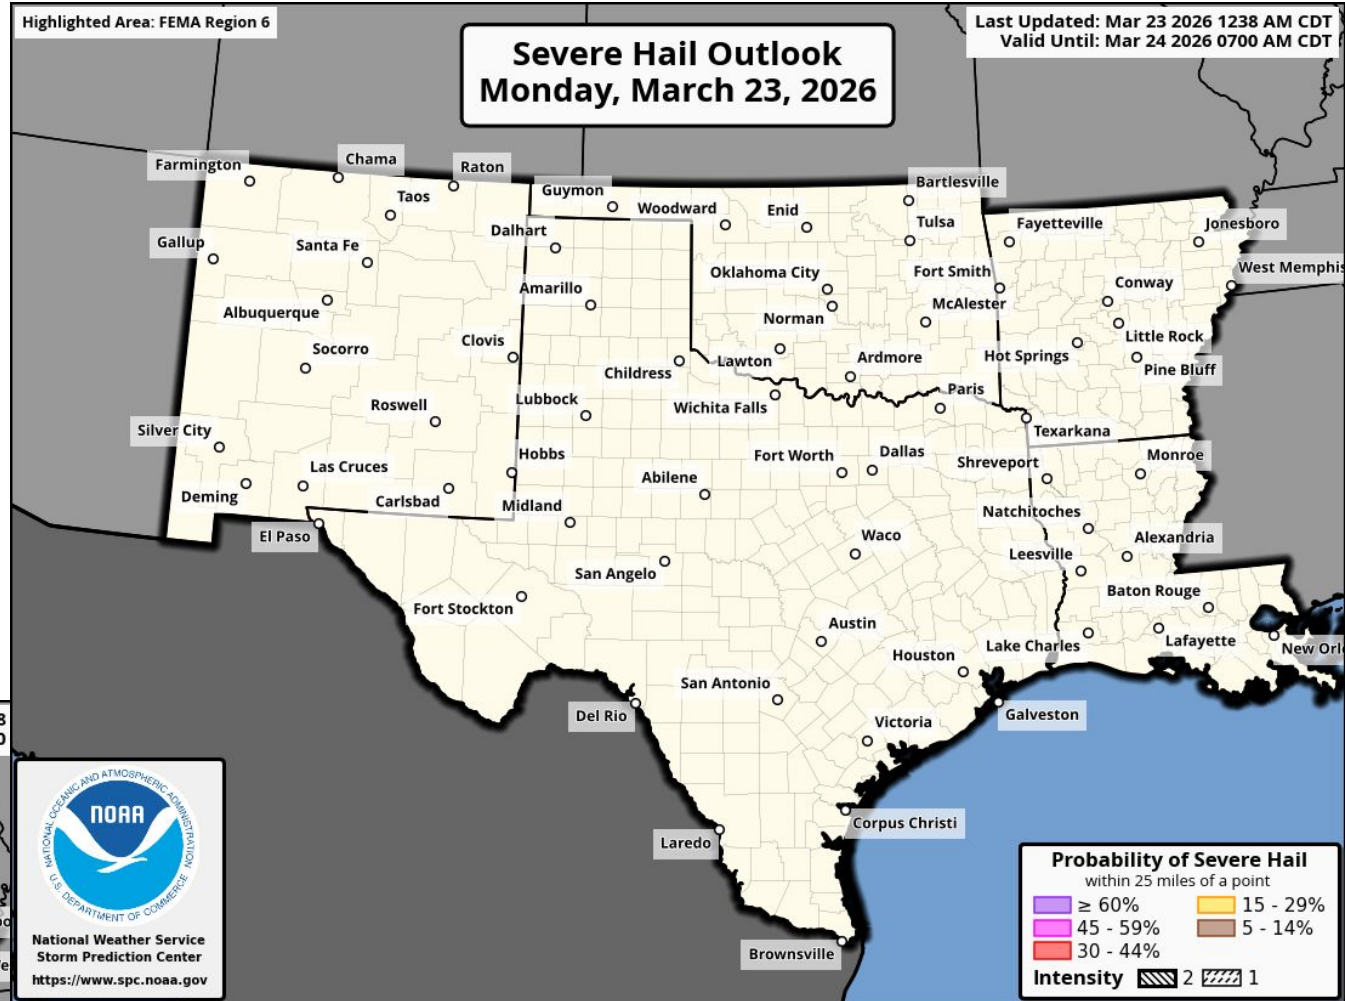 Highlighted Area: FEMA Region 6
Last Updated: Mar 23 2026 1238 AM CDT
Valid Until: Mar 24 2026 0700 AM CDT
Severe Hail Outlook
Monday, March 23, 2026
Farmington
Chama
Raton
Taos
Guymon
Woodward
Enid
Bartlesville
Tulsa
Fayetteville
Jonesboro
Gallup
Santa Fe
Dalhart
Oklahoma City
Fort Smith
West Memphis
Amarillo
Conway
Albuquerque
Norman
McAlester
Socorro
Clovis
Little Rock
Childress
Lawton
Ardmore
Hot Springs
Pine Bluff
Roswell
Lubbock
Wichita Falls
Paris
Silver City
Texarkana
Las Cruces
Hobbs
Abilene
Fort Worth
Dallas
Shreveport
Monroe
Deming
Carlsbad
Midland
Natchitoches
El Paso
Waco
Alexandria
San Angelo
Leesville
Fort Stockton
Baton Rouge
Austin
Lake Charles
Lafayette
New Orl
Houston
San Antonio
Del Rio
Victoria
Galveston
Corpus Christi
Laredo
Brownsville
8
0
NATIONAL OCEANIC AND ATMOSPHERIC ADMINISTRATION
NOAA
U.S. DEPARTMENT OF COMMERCE
National Weather Service
Storm Prediction Center
https://www.spc.noaa.gov
Probability of Severe Hail
within 25 miles of a point
≥ 60%
15 - 29%
45 - 59%
5 - 14%
30 - 44%
Intensity 2 1